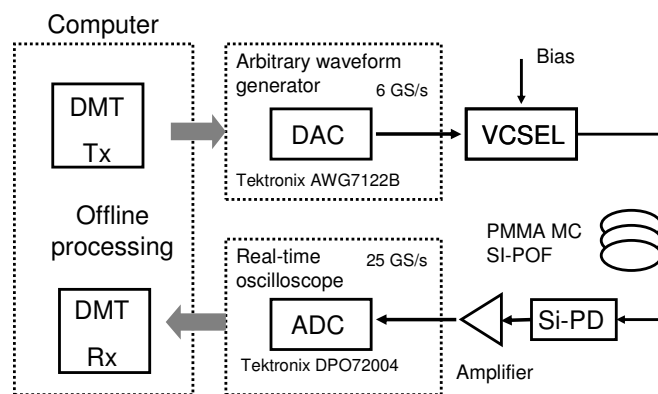 Computer
DMT
Tx
Offline
processing
DMT
Rx
Arbitrary waveform
generator
6 GS/s
DAC
Tektronix AWG7122B
Bias
VCSEL
PMMA MC
SI-POF
Real-time
oscilloscope
25 GS/s
ADC
Tektronix DPO72004
Amplifier
Si-PD